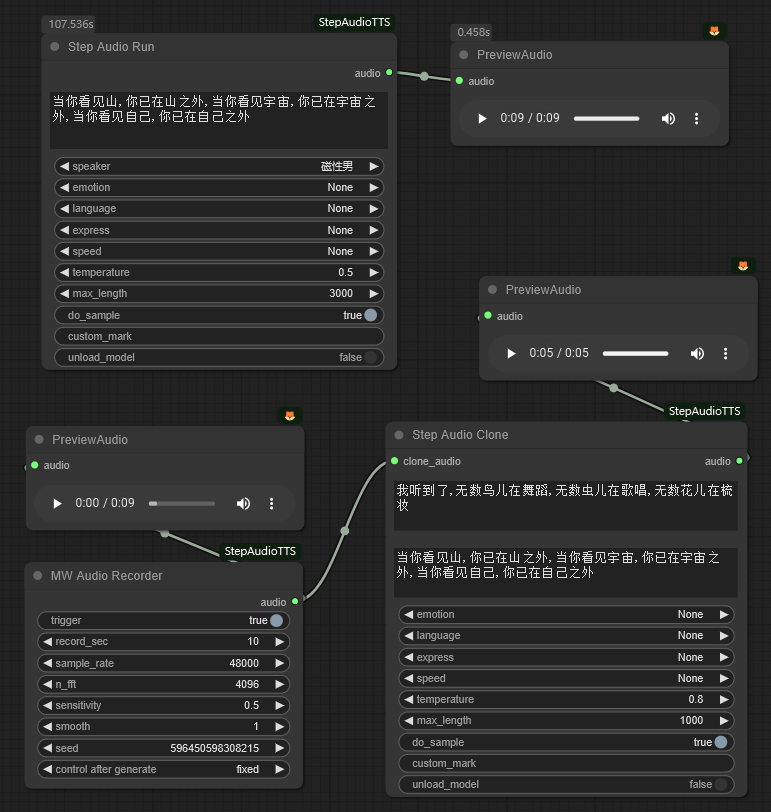 107.536s
StepAudioTTS
Step Audio Run
audio
当你看见山,你已在山之外,当你看见宇宙,你已在宇宙之
外,当你看见自己,你已在自己之外
speaker 磁性男
emotion None
language None
express None
speed None
temperature 0.5
max_length 3000
do_sample true
custom_mark
unload_model false
0.458s
PreviewAudio
audio
0:09 / 0:09
PreviewAudio
audio
0:05 / 0:05
PreviewAudio
audio
0:00 / 0:09
StepAudioTTS
MW Audio Recorder
audio
trigger true
record_sec 10
sample_rate 48000
n_fft 4096
sensitivity 0.5
smooth 1
seed 596450598308215
control after generate fixed
StepAudioTTS
Step Audio Clone
clone_audio audio
我听到了,无数鸟儿在舞蹈,无数虫儿在歌唱,无数花儿在梳
妆
当你看见山,你已在山之外,当你看见宇宙,你已在宇宙之
外,当你看见自己,你已在自己之外
emotion None
language None
express None
speed None
temperature 0.8
max_length 1000
do_sample true
custom_mark
unload_model false